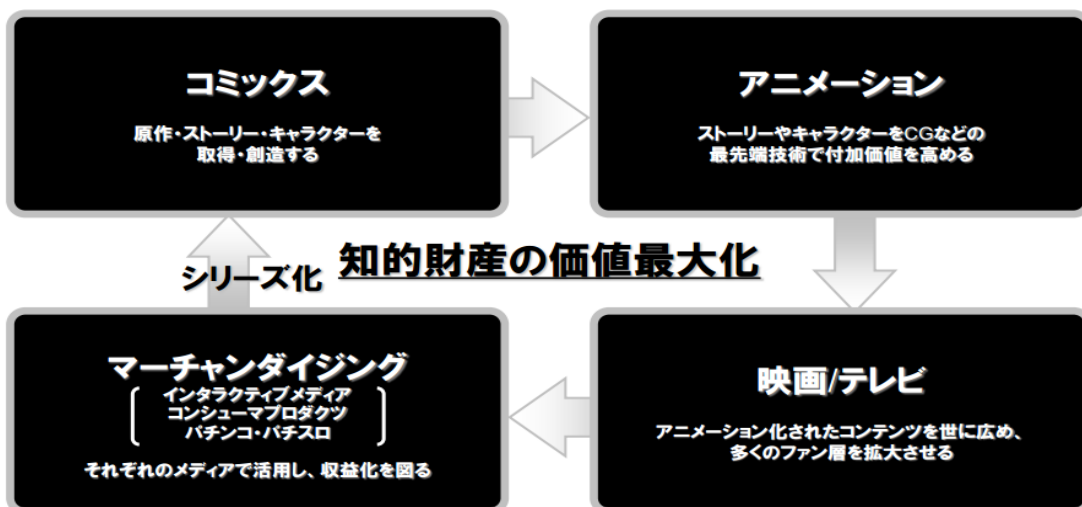 コミックス
原作・ストーリー・キャラクターを
取得・創造する
アニメーション
ストーリーやキャラクターをCGなどの
最先端技術で付加価値を高める
シリーズ化
知的財産の価値最大化
マーチャンダイジング
インタラクティブメディア
コンシューマプロダクツ
パチンコ・パチスロ
それぞれのメディアで活用し、収益化を図る
映画/テレビ
アニメーション化されたコンテンツを世に広め、
多くのファン層を拡大させる